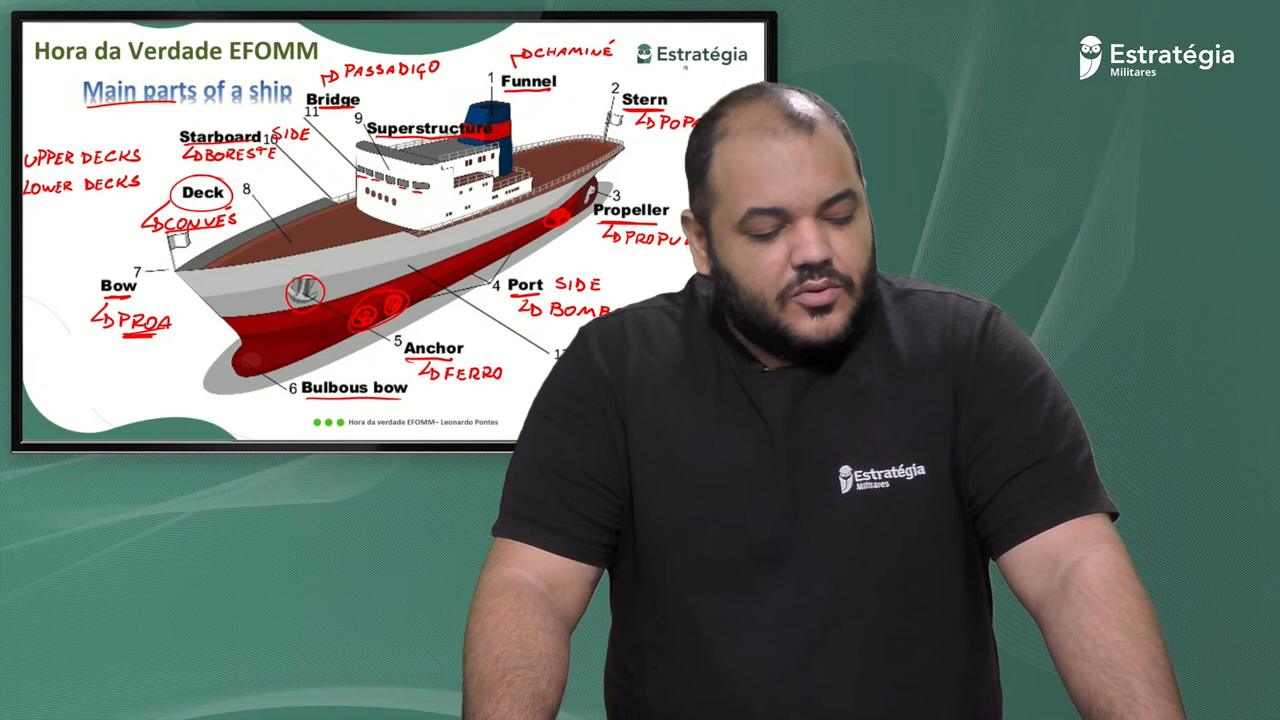 Hora da Verdade EFOMM
Estratégia
Estratégia
Militares
Main parts of a ship
PASSADIÇO
CHAMINÉ
1 Funnel
Bridge
11
2
Stern
9
Superstructure
Starboard 10 SIDE
BORESTE
UPPER DECKS
LOWER DECKS
Deck
8
CONVÉS
3
Propeller
7
Bow
PROA
4 Port SIDE
5
Anchor
FERRO
6 Bulbous bow
Hora da verdade EFOMM– Leonardo Pontes
Estratégia
Militares